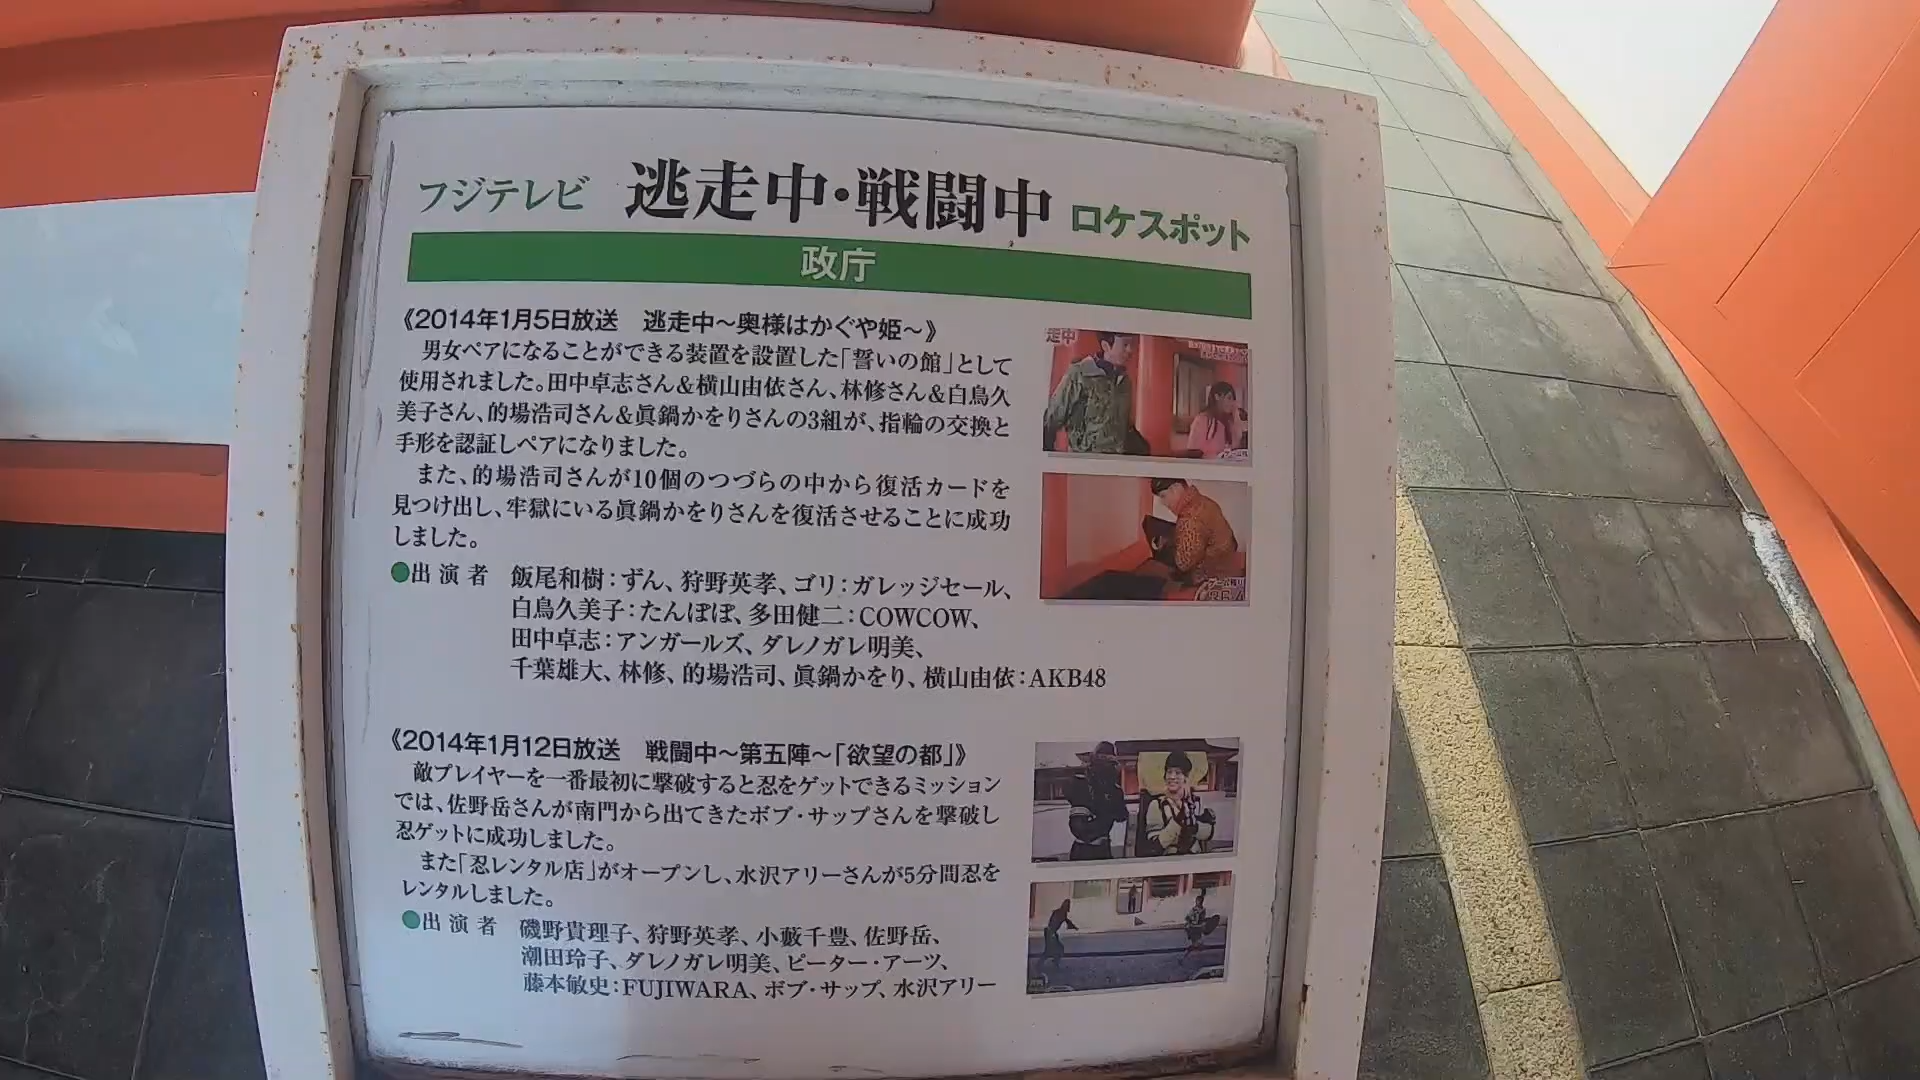 フジテレビ 逃走中・戦闘中 ロケスポット
政庁
《2014年1月5日放送　逃走中～奥様はかぐや姫～》
男女ペアになることができる装置を設置した「誓いの館」として
使用されました。田中卓志さん＆横山由依さん、林修さん＆白鳥久
美子さん、的場浩司さん＆眞鍋かをりさんの3組が、指輪の交換と
手形を認証しペアになりました。
また、的場浩司さんが10個のつづらの中から復活カードを
見つけ出し、牢獄にいる眞鍋かをりさんを復活させることに成功
しました。
●出演者　飯尾和樹：ずん、狩野英孝、ゴリ：ガレッジセール、
白鳥久美子：たんぽぽ、多田健二：COWCOW、
田中卓志：アンガールズ、ダレノガレ明美、
千葉雄大、林修、的場浩司、眞鍋かをり、横山由依：AKB48
《2014年1月12日放送　戦闘中～第五陣～「欲望の都」》
敵プレイヤーを一番最初に撃破すると忍をゲットできるミッション
では、佐野岳さんが南門から出てきたボブ・サップさんを撃破し
忍ゲットに成功しました。
また「忍レンタル店」がオープンし、水沢アリーさんが5分間忍を
レンタルしました。
●出演者　磯野貴理子、狩野英孝、小籔千豊、佐野岳、
潮田玲子、ダレノガレ明美、ピーター・アーツ、
藤本敏史：FUJIWARA、ボブ・サップ、水沢アリー
走中